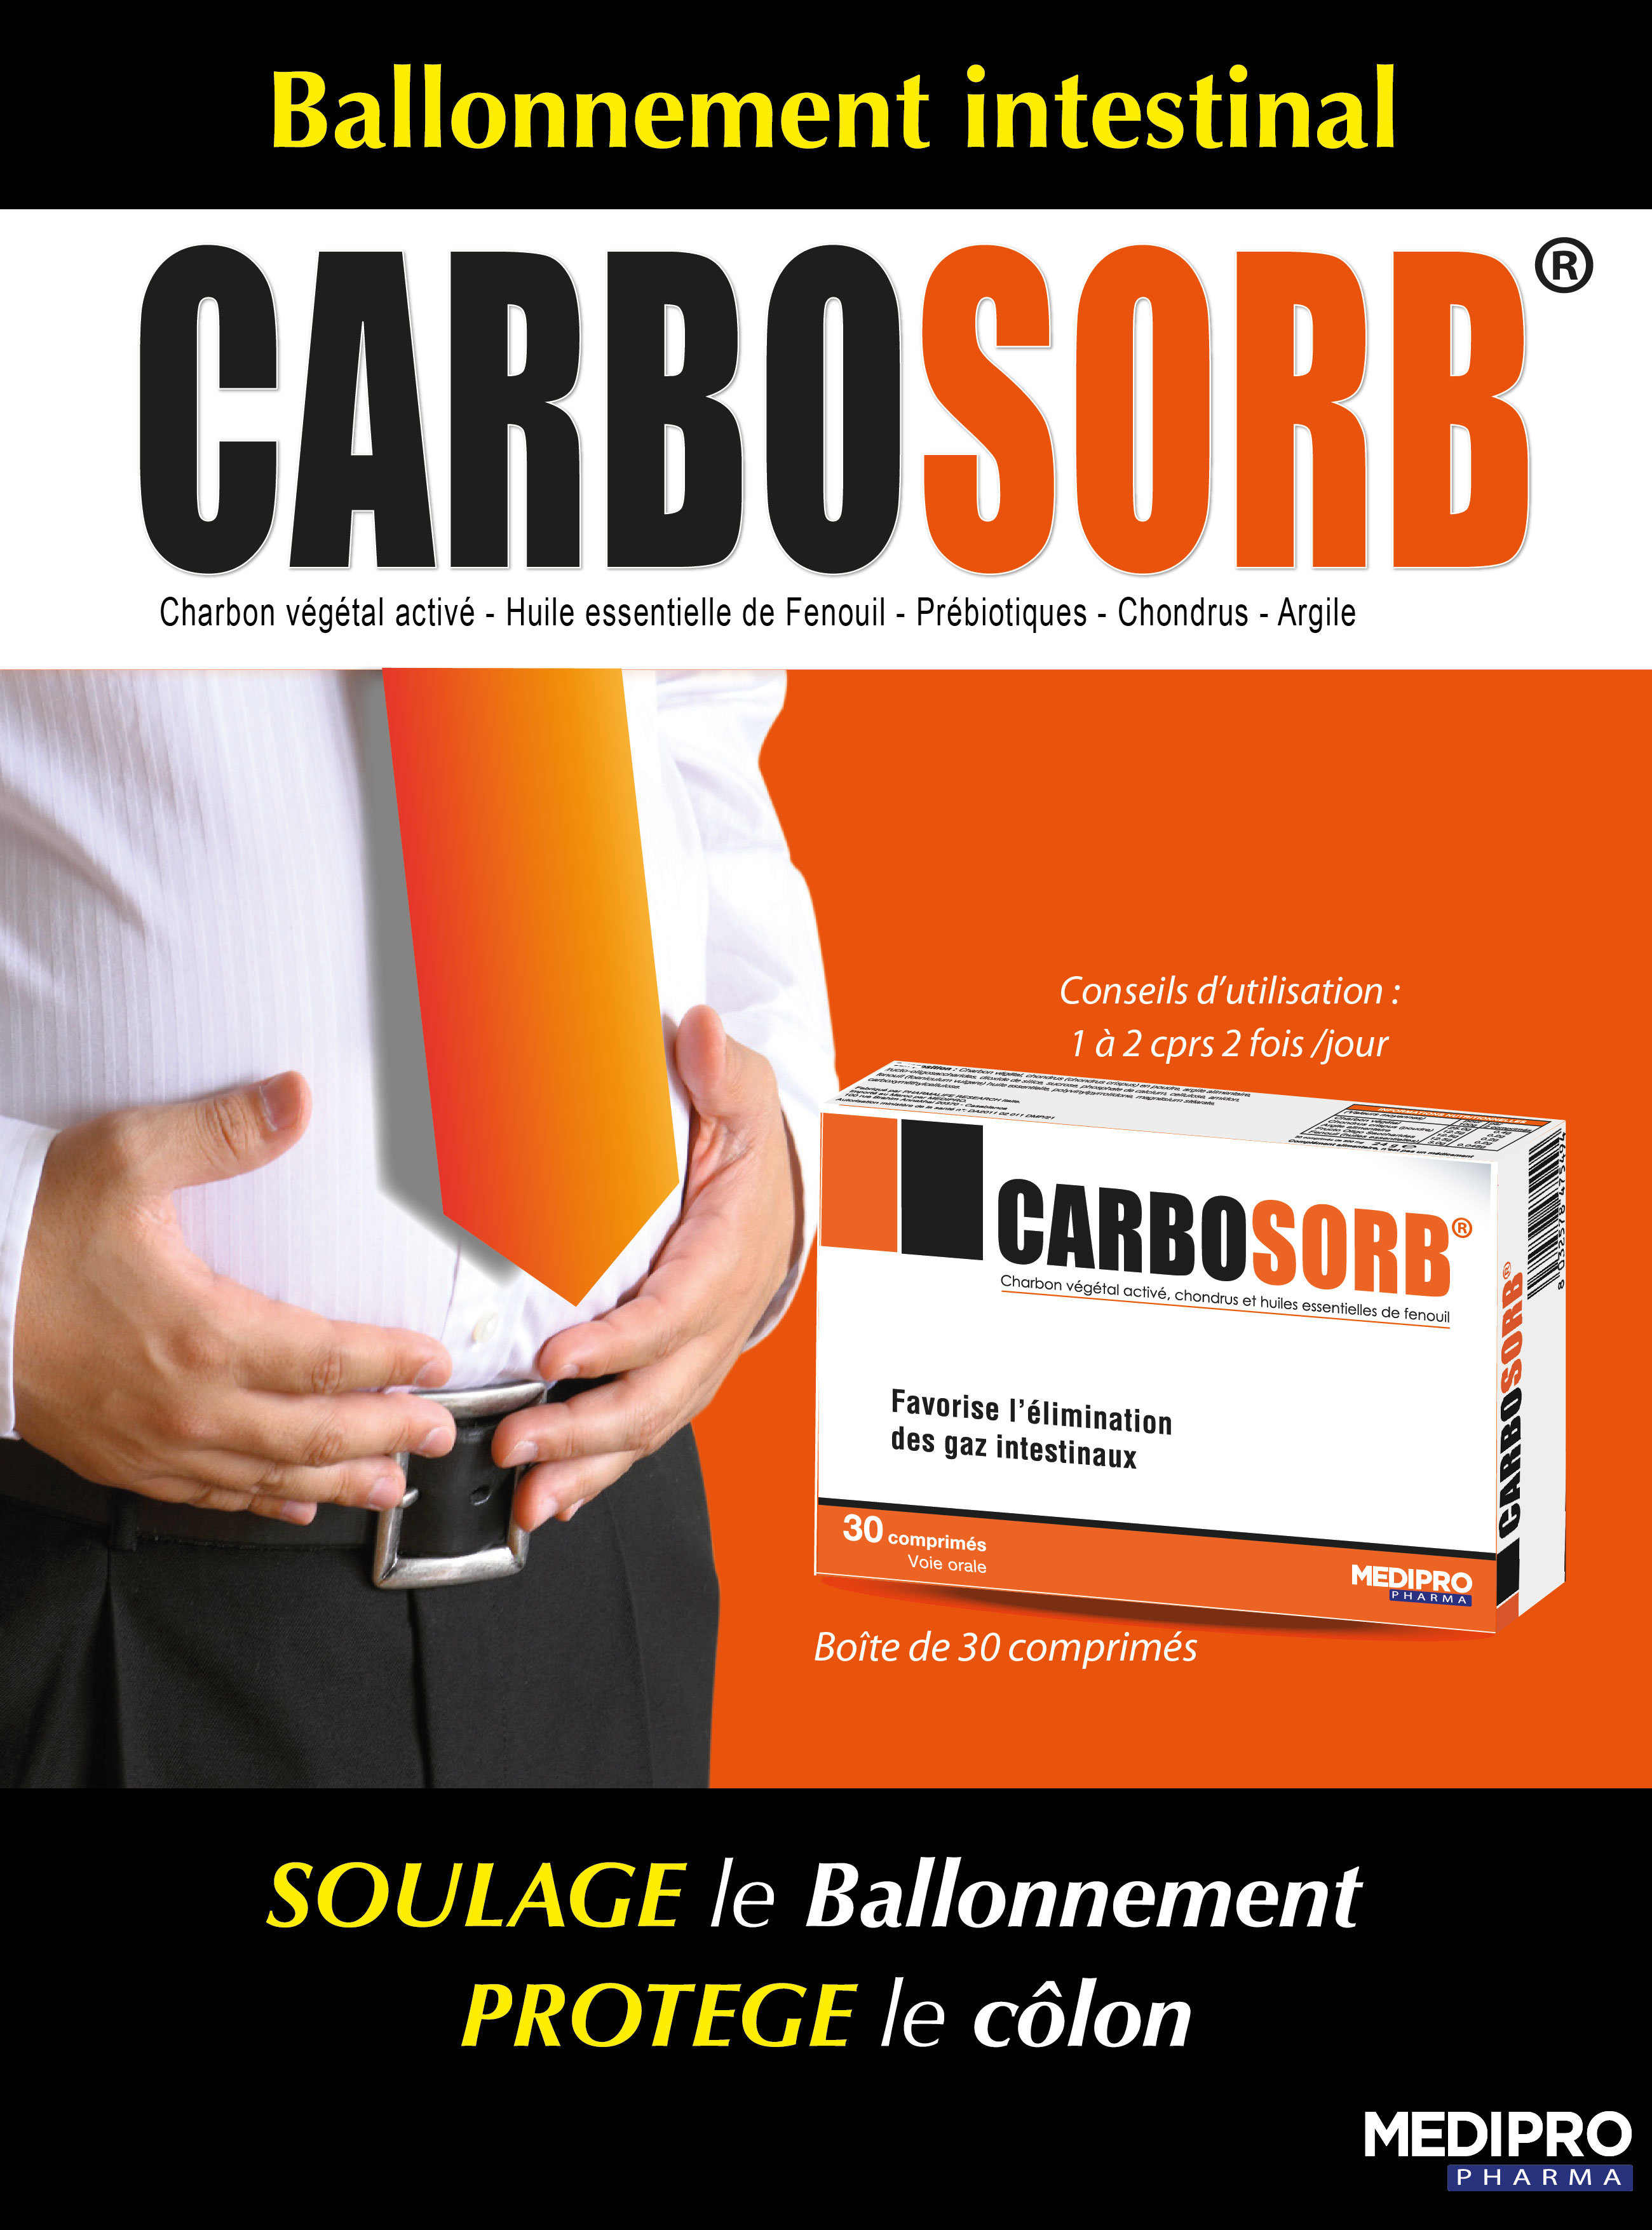 Ballonnement intestinal
CARBOSORB®
Charbon végétal activé - Huile essentielle de Fenouil - Prébiotiques - Chondrus - Argile
Conseils d’utilisation :
1 à 2 cprs 2 fois /jour
CARBOSORB®
Charbon végétal activé, chondrus et huiles essentielles de fenouil
Favorise l’élimination
des gaz intestinaux
30 comprimés
Voie orale
MEDIPRO
PHARMA
CARBOSORB®
Boîte de 30 comprimés
SOULAGE le Ballonnement
PROTEGE le côlon
MEDIPRO
PHARMA